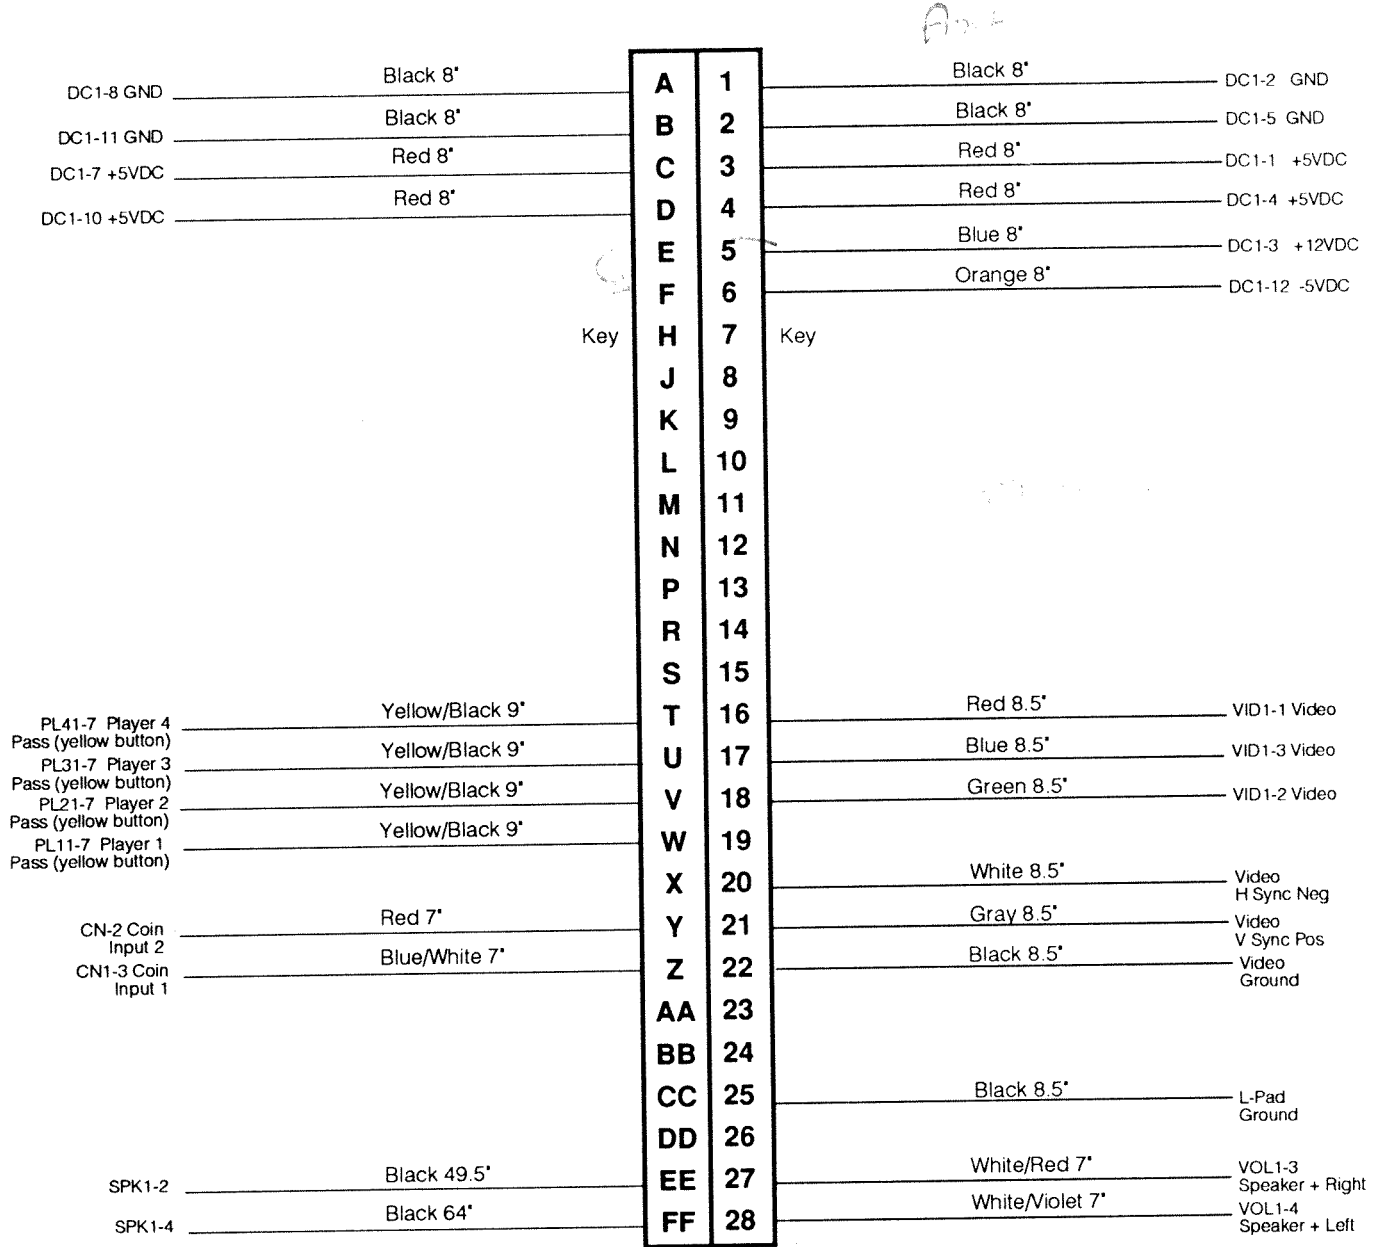 Black 8" A 1 Black 8"
DC1-8 GND DC1-2 GND
Black 8" B 2 Black 8"
DC1-11 GND DC1-5 GND
Red 8" C 3 Red 8"
DC1-7 +5VDC DC1-1 +5VDC
Red 8" D 4 Red 8"
DC1-10 +5VDC DC1-4 +5VDC
E 5 Blue 8" DC1-3 +12VDC
F 6 Orange 8" DC1-12 -5VDC
Key H 7 Key
J 8
K 9
L 10
M 11
N 12
P 13
R 14
S 15
Yellow/Black 9" T 16 Red 8.5" VID1-1 Video
PL41-7 Player 4
Pass (yellow button)
Yellow/Black 9" U 17 Blue 8.5" VID1-3 Video
PL31-7 Player 3
Pass (yellow button)
Yellow/Black 9" V 18 Green 8.5" VID1-2 Video
PL21-7 Player 2
Pass (yellow button)
Yellow/Black 9" W 19
PL11-7 Player 1
Pass (yellow button)
X 20 White 8.5" Video
H Sync Neg
Red 7" Y 21 Gray 8.5" Video
CN-2 Coin V Sync Pos
Input 2
Blue/White 7" Z 22 Black 8.5" Video
CN1-3 Coin Ground
Input 1
AA 23
BB 24
CC 25 Black 8.5" L-Pad
Ground
DD 26
Black 49.5" EE 27 White/Red 7" VOL1-3
SPK1-2 Speaker + Right
Black 64" FF 28 White/Violet 7" VOL1-4
SPK1-4 Speaker + Left